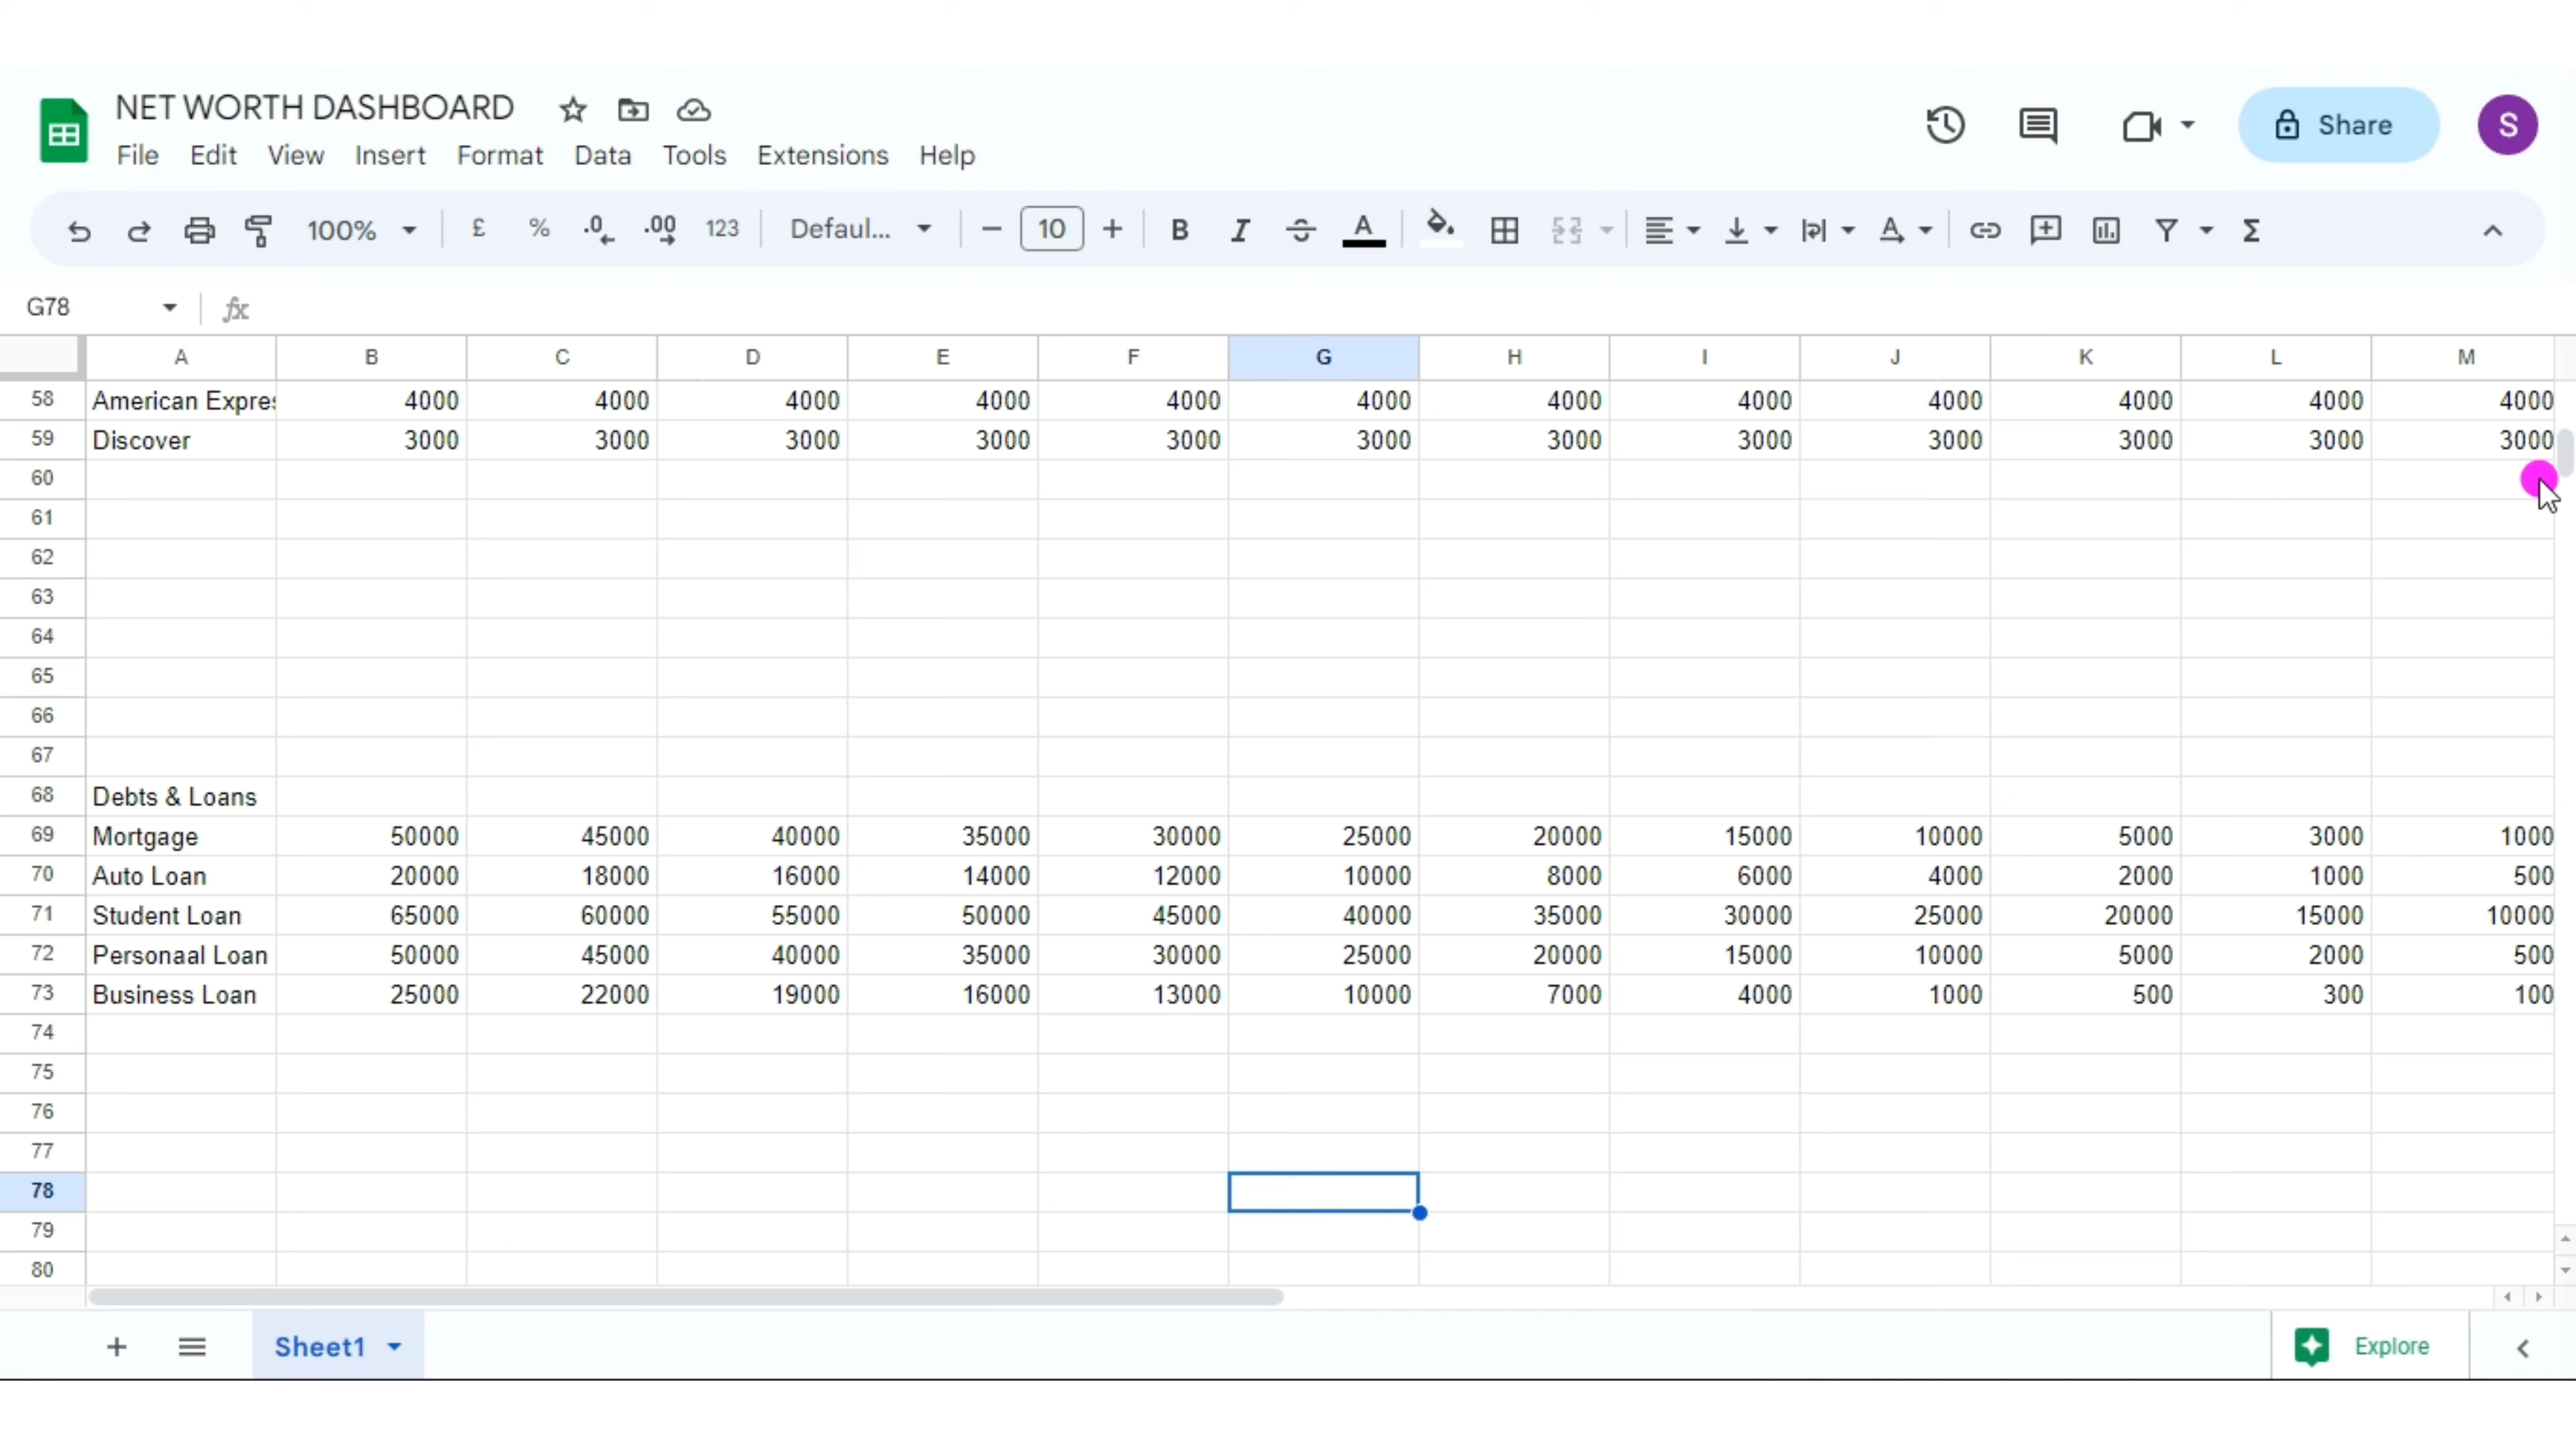 NET WORTH DASHBOARD
File Edit View Insert Format Data Tools Extensions Help
Share
S
100% £ % .0 .00 123 Defaul... 10 B I A A
G78 fx
A B C D E F G H I J K L M
58 American Expres 4000 4000 4000 4000 4000 4000 4000 4000 4000 4000 4000 4000
59 Discover 3000 3000 3000 3000 3000 3000 3000 3000 3000 3000 3000 3000
60
61
62
63
64
65
66
67
68 Debts & Loans
69 Mortgage 50000 45000 40000 35000 30000 25000 20000 15000 10000 5000 3000 1000
70 Auto Loan 20000 18000 16000 14000 12000 10000 8000 6000 4000 2000 1000 500
71 Student Loan 65000 60000 55000 50000 45000 40000 35000 30000 25000 20000 15000 10000
72 Personaal Loan 50000 45000 40000 35000 30000 25000 20000 15000 10000 5000 2000 500
73 Business Loan 25000 22000 19000 16000 13000 10000 7000 4000 1000 500 300 100
74
75
76
77
78
79
80
Sheet1 Explore